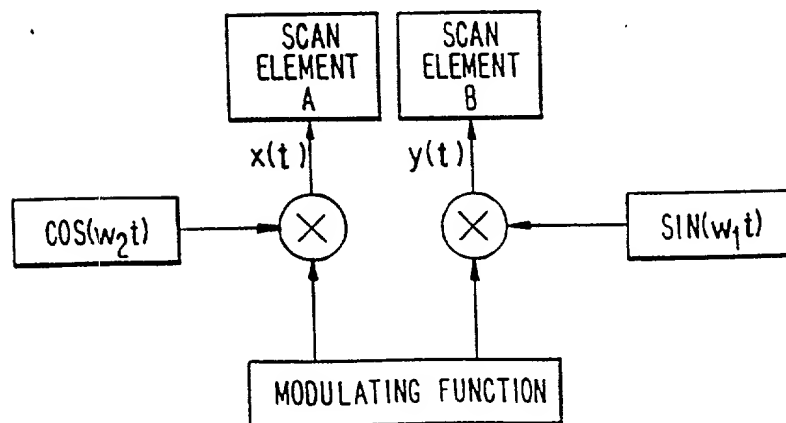 SCAN
ELEMENT
A
SCAN
ELEMENT
B
x(t)
y(t)
COS(w₂t)
SIN(w₁t)
MODULATING FUNCTION